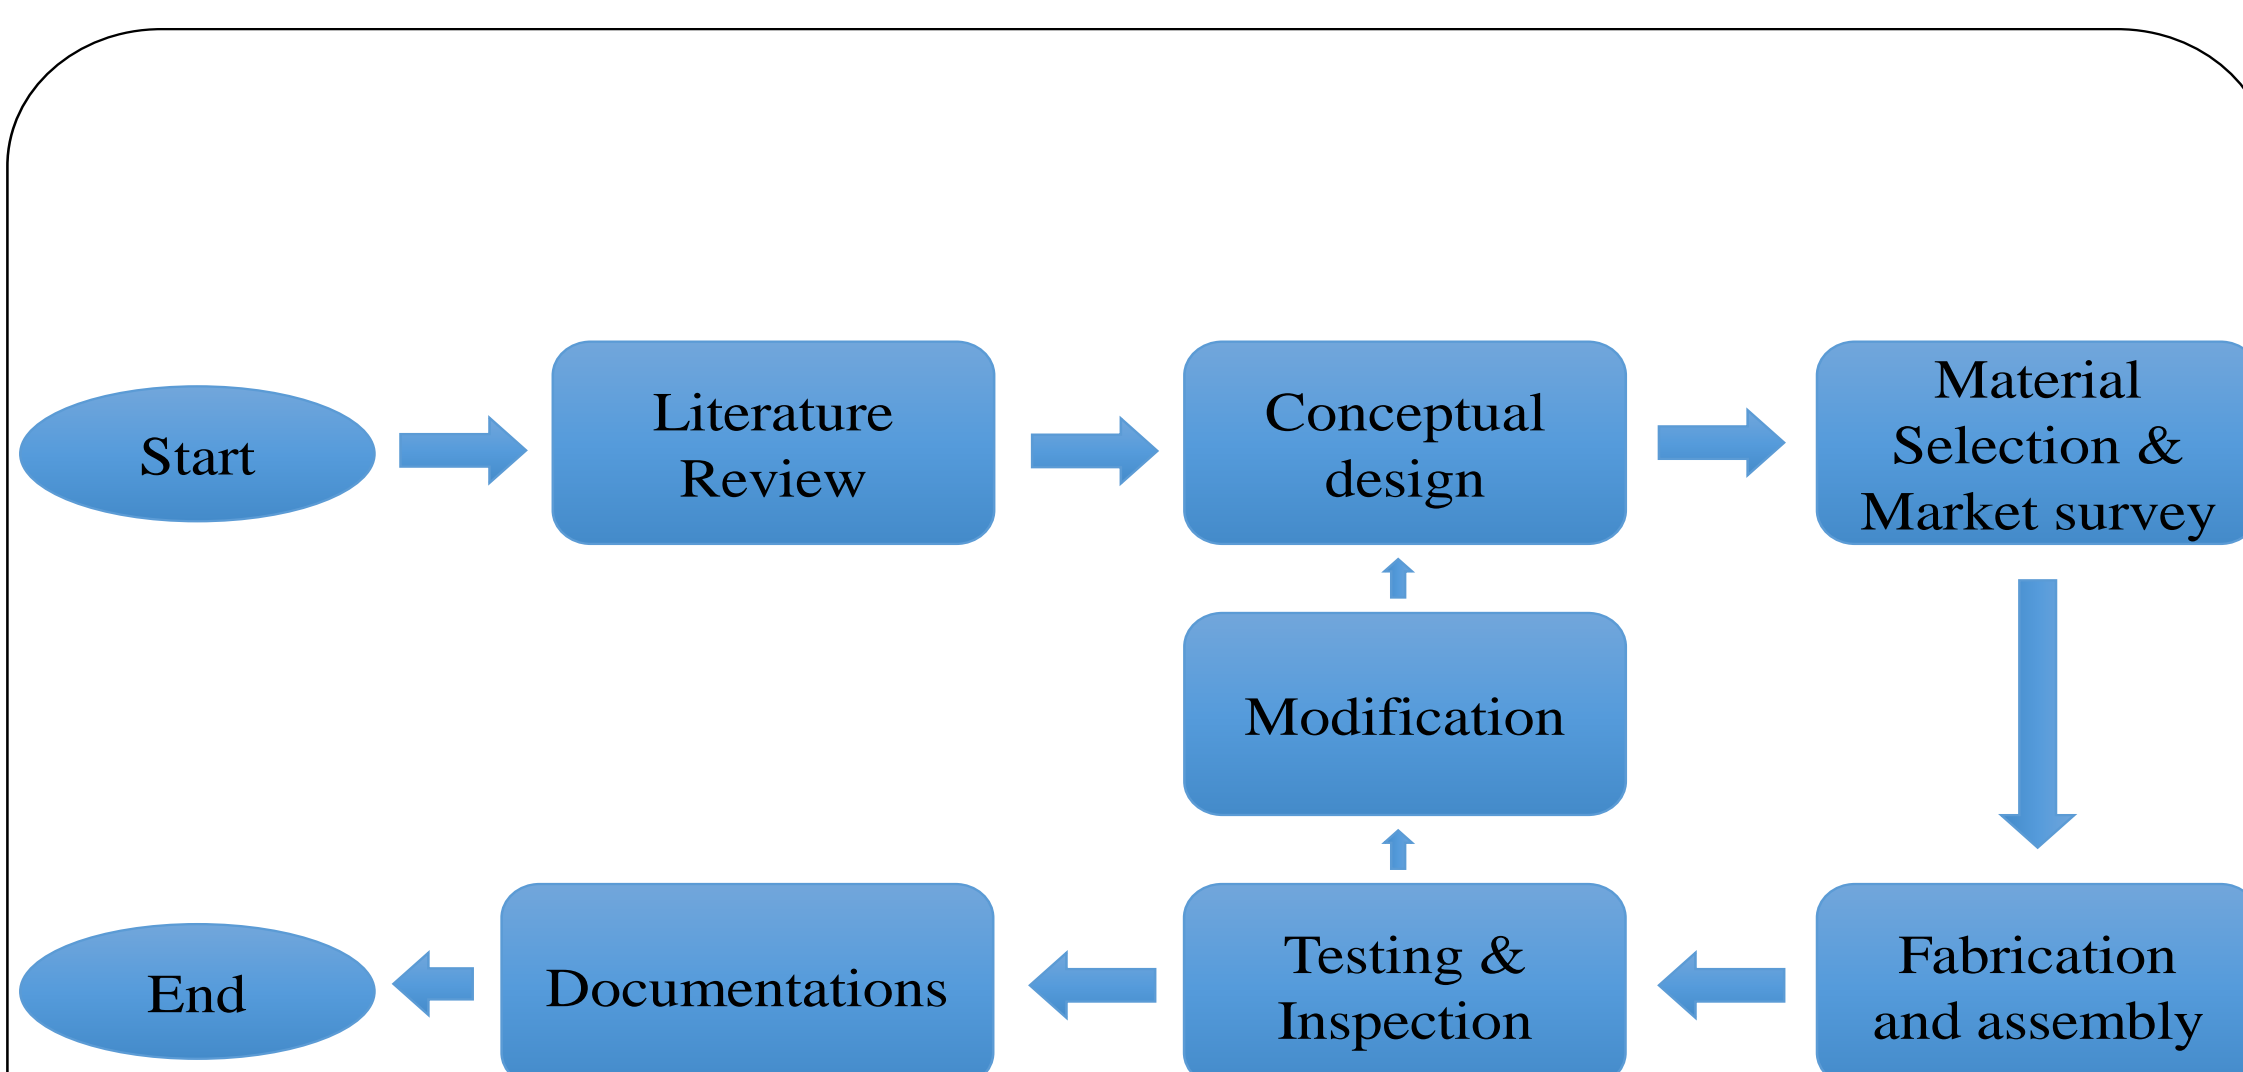 Start
Literature
Review
Conceptual
design
Material
Selection &
Market survey
Modification
Fabrication
and assembly
Testing &
Inspection
Documentations
End